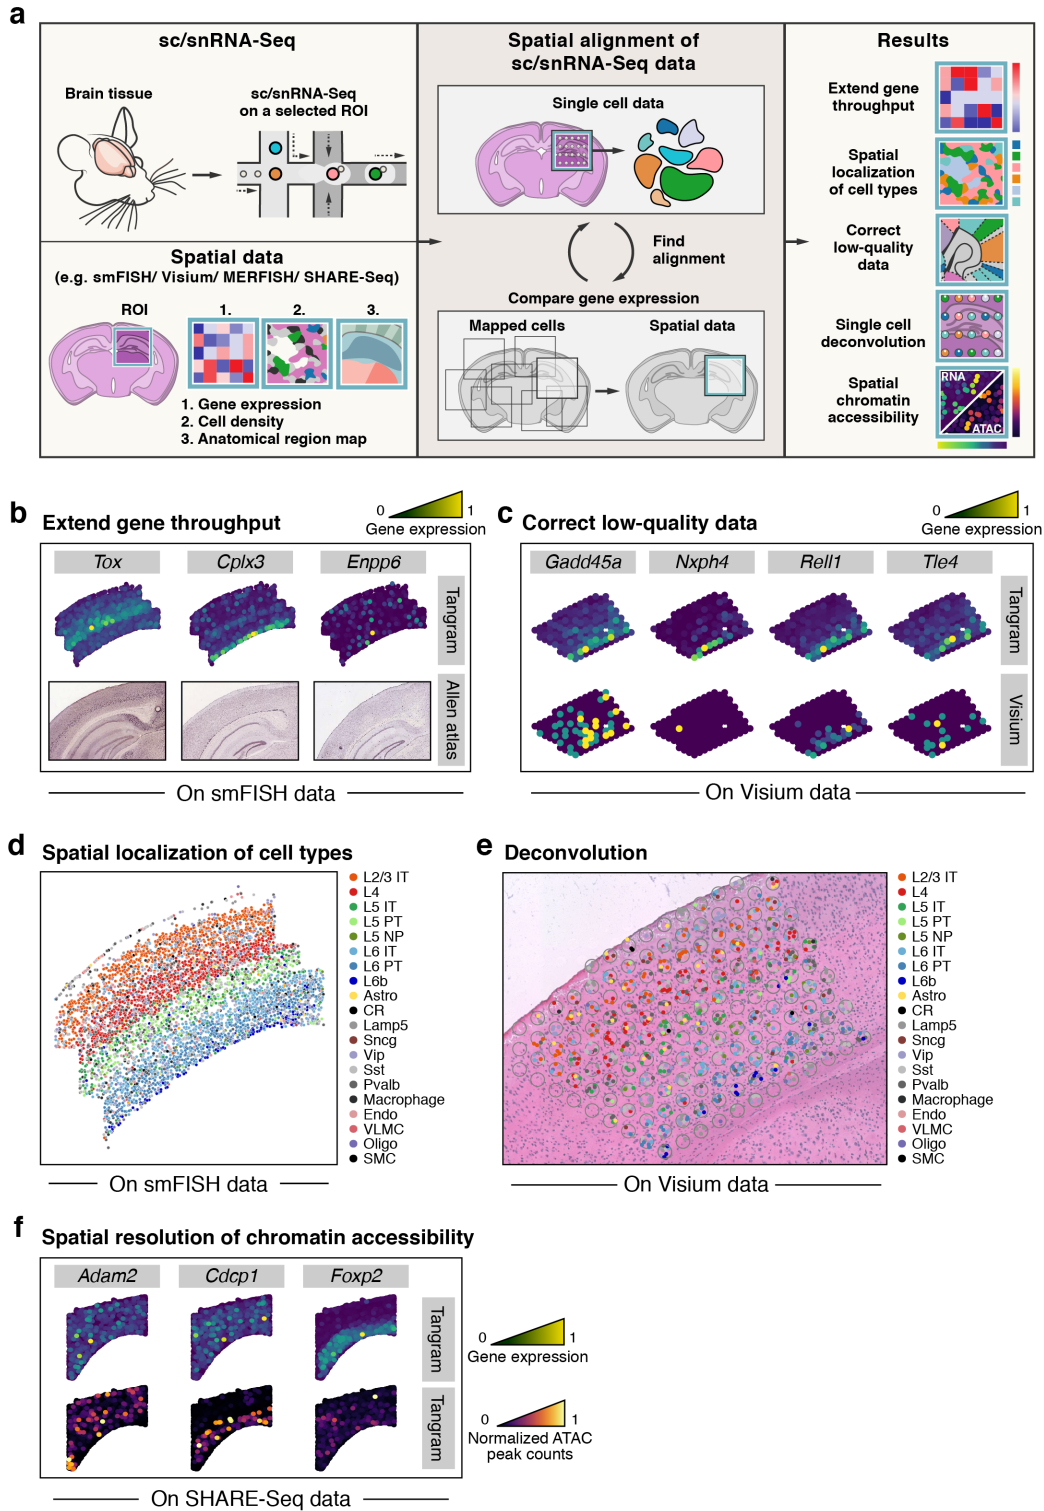 a
sc/snRNA-Seq
Brain tissue
sc/snRNA-Seq
on a selected ROI
Spatial data
(e.g. smFISH/ Visium/ MERFISH/ SHARE-Seq)
ROI
1.
2.
3.
1. Gene expression
2. Cell density
3. Anatomical region map
Spatial alignment of
sc/snRNA-Seq data
Single cell data
Find
alignment
Compare gene expression
Mapped cells
Spatial data
Results
Extend gene
throughput
Spatial
localization
of cell types
Correct
low-quality
data
Single cell
deconvolution
Spatial
chromatin
accessibility
RNA
ATAC
b
Extend gene throughput
0
1
Gene expression
Tox
Cplx3
Enpp6
Tangram
Allen atlas
On smFISH data
c
Correct low-quality data
0
1
Gene expression
Gadd45a
Nxph4
Rell1
Tle4
Tangram
Visium
On Visium data
d
Spatial localization of cell types
L2/3 IT
L4
L5 IT
L5 PT
L5 NP
L6 IT
L6 PT
L6b
Astro
CR
Lamp5
Sncg
Vip
Sst
Pvalb
Macrophage
Endo
VLMC
Oligo
SMC
On smFISH data
e
Deconvolution
L2/3 IT
L4
L5 IT
L5 PT
L5 NP
L6 IT
L6 PT
L6b
Astro
CR
Lamp5
Sncg
Vip
Sst
Pvalb
Macrophage
Endo
VLMC
Oligo
SMC
On Visium data
f
Spatial resolution of chromatin accessibility
Adam2
Cdcp1
Foxp2
Tangram
Tangram
0
1
Gene expression
0
1
Normalized ATAC
peak counts
On SHARE-Seq data